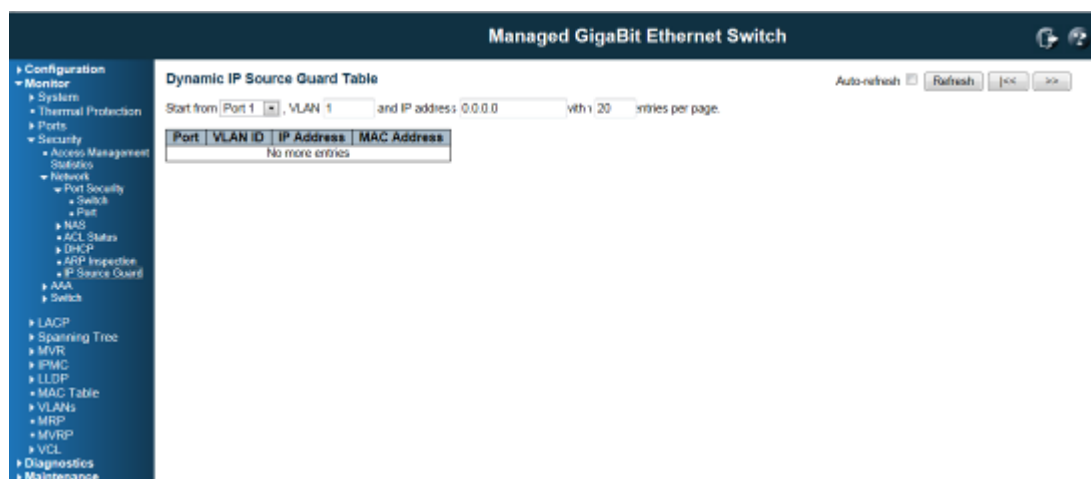 Managed GigaBit Ethernet Switch
Configuration
Monitor
System
Thermal Protection
Ports
Security
Access Management
Statistics
Network
Port Security
Switch
Port
NAS
ACL Status
DHCP
ARP Inspection
IP Source Guard
AAA
Switch
LACP
Spanning Tree
MVR
IPMC
LLDP
MAC Table
VLANs
MRP
MVRP
VCL
Diagnostics
Maintenance
Dynamic IP Source Guard Table
Auto-refresh Refresh |<< >>
Start from Port 1 , VLAN 1 and IP address 0.0.0.0 with 20 entries per page.
Port VLAN ID IP Address MAC Address
No more entries